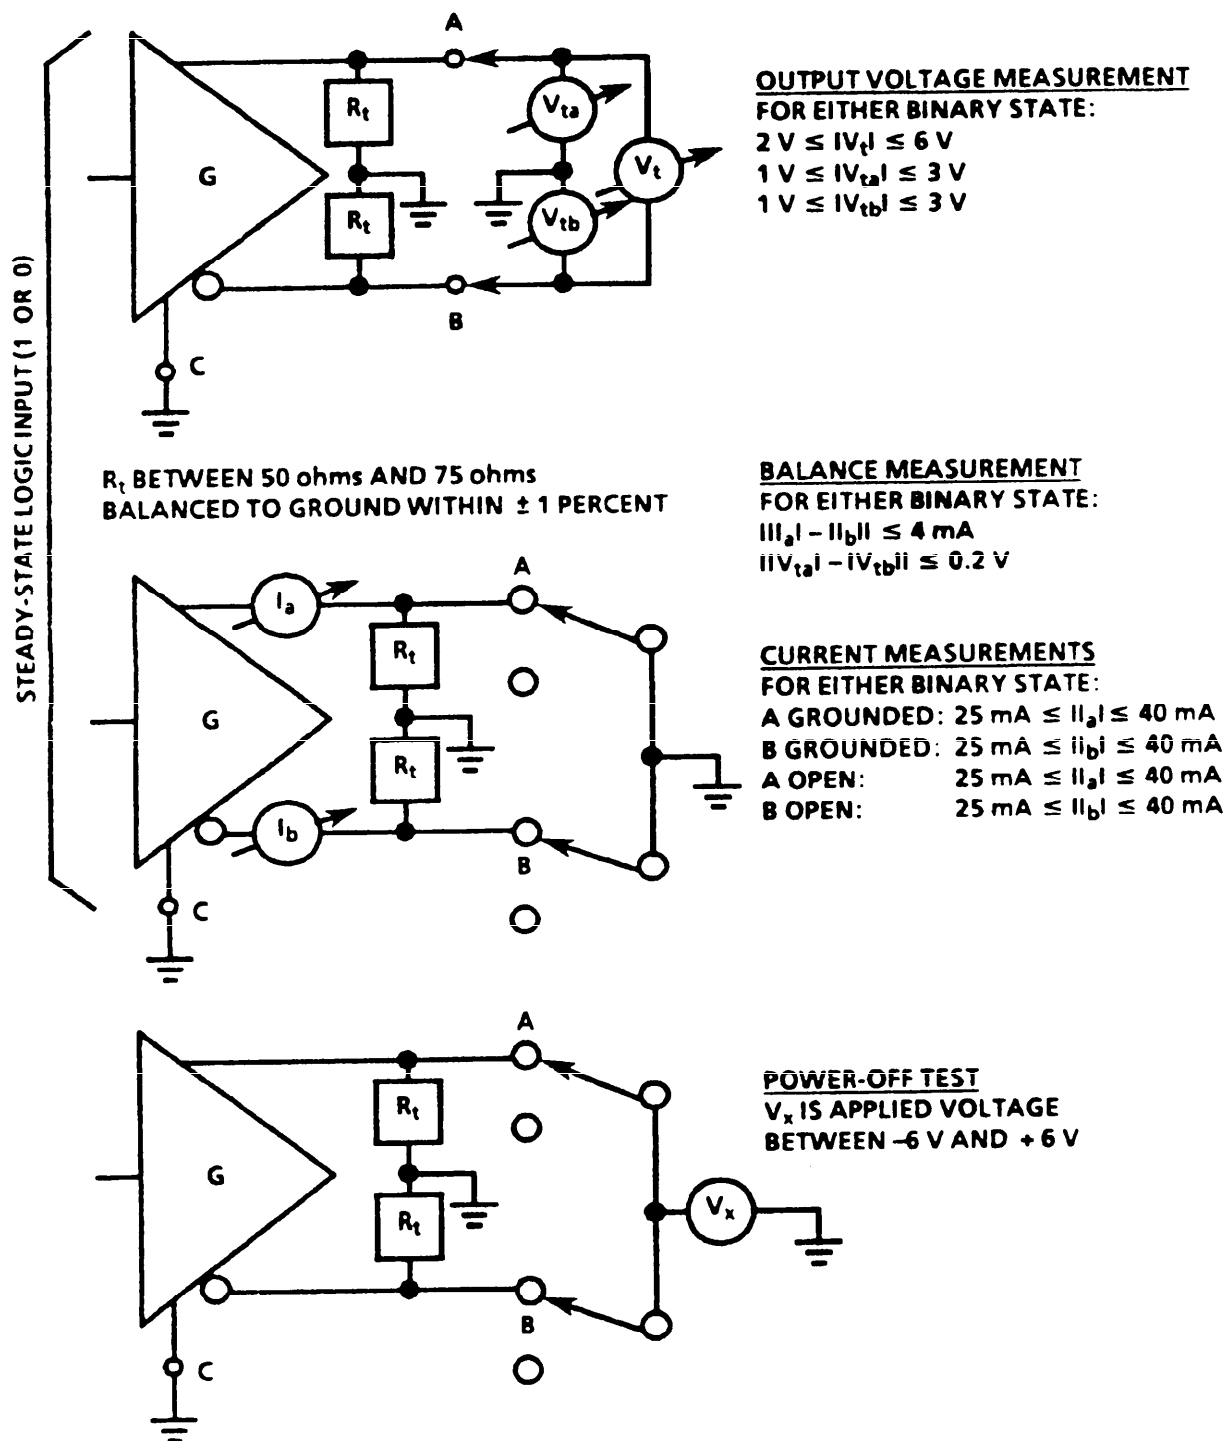 STEADY-STATE LOGIC INPUT (1 OR 0)
A
Rt
Vta
G
Vt
Rt
Vtb
B
C
OUTPUT VOLTAGE MEASUREMENT
FOR EITHER BINARY STATE:
2 V ≤ |Vt| ≤ 6 V
1 V ≤ |Vta| ≤ 3 V
1 V ≤ |Vtb| ≤ 3 V
Rt BETWEEN 50 ohms AND 75 ohms
BALANCED TO GROUND WITHIN ± 1 PERCENT
BALANCE MEASUREMENT
FOR EITHER BINARY STATE:
||Ia| – |Ib|| ≤ 4 mA
||Vta| – |Vtb|| ≤ 0.2 V
A
Ia
Rt
G
Rt
Ib
B
C
CURRENT MEASUREMENTS
FOR EITHER BINARY STATE:
A GROUNDED: 25 mA ≤ |Ia| ≤ 40 mA
B GROUNDED: 25 mA ≤ |Ib| ≤ 40 mA
A OPEN: 25 mA ≤ |Ia| ≤ 40 mA
B OPEN: 25 mA ≤ |Ib| ≤ 40 mA
A
Rt
G
Rt
Vx
B
C
POWER-OFF TEST
Vx IS APPLIED VOLTAGE
BETWEEN –6 V AND + 6 V